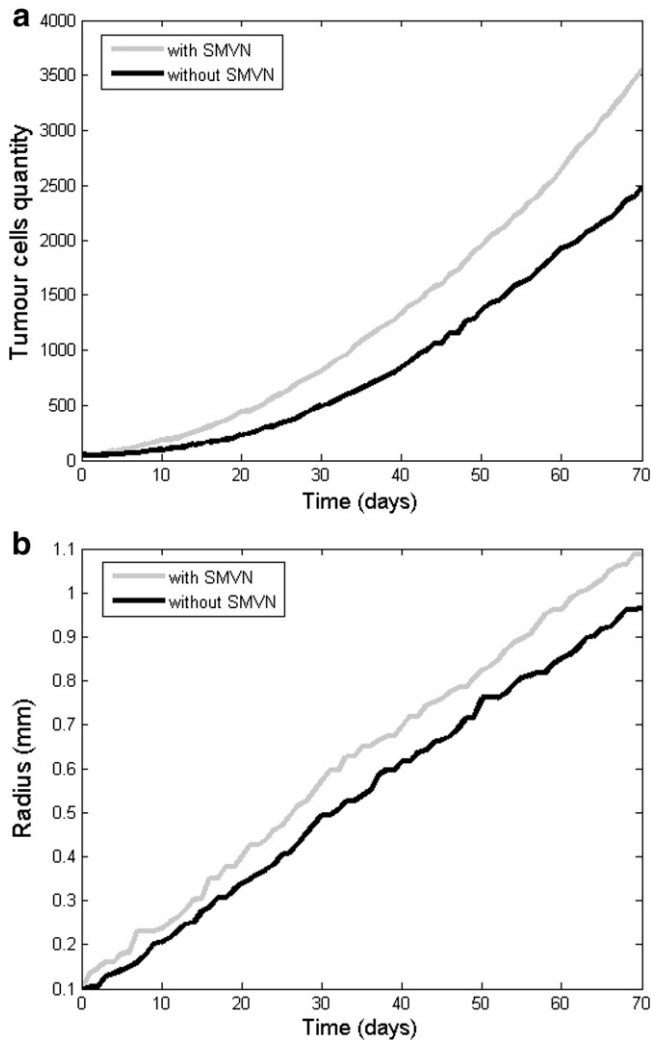 a
4000
3500
3000
2500
2000
1500
1000
500
0
Tumour cells quantity
with SMVN
without SMVN
0 10 20 30 40 50 60 70
Time (days)
b
1.1
1
0.9
0.8
0.7
0.6
0.5
0.4
0.3
0.2
0.1
Radius (mm)
with SMVN
without SMVN
0 10 20 30 40 50 60 70
Time (days)